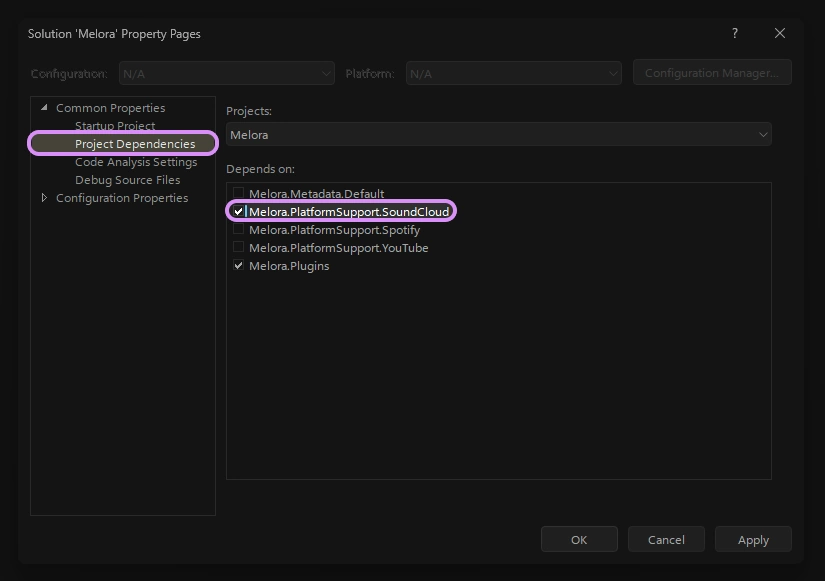 Solution 'Melora' Property Pages
?
Configuration: N/A Platform: N/A Configuration Manager...
Common Properties
Startup Project
Project Dependencies
Code Analysis Settings
Debug Source Files
Configuration Properties
Projects:
Melora
Depends on:
Melora.Metadata.Default
Melora.PlatformSupport.SoundCloud
Melora.PlatformSupport.Spotify
Melora.PlatformSupport.YouTube
Melora.Plugins
OK Cancel Apply